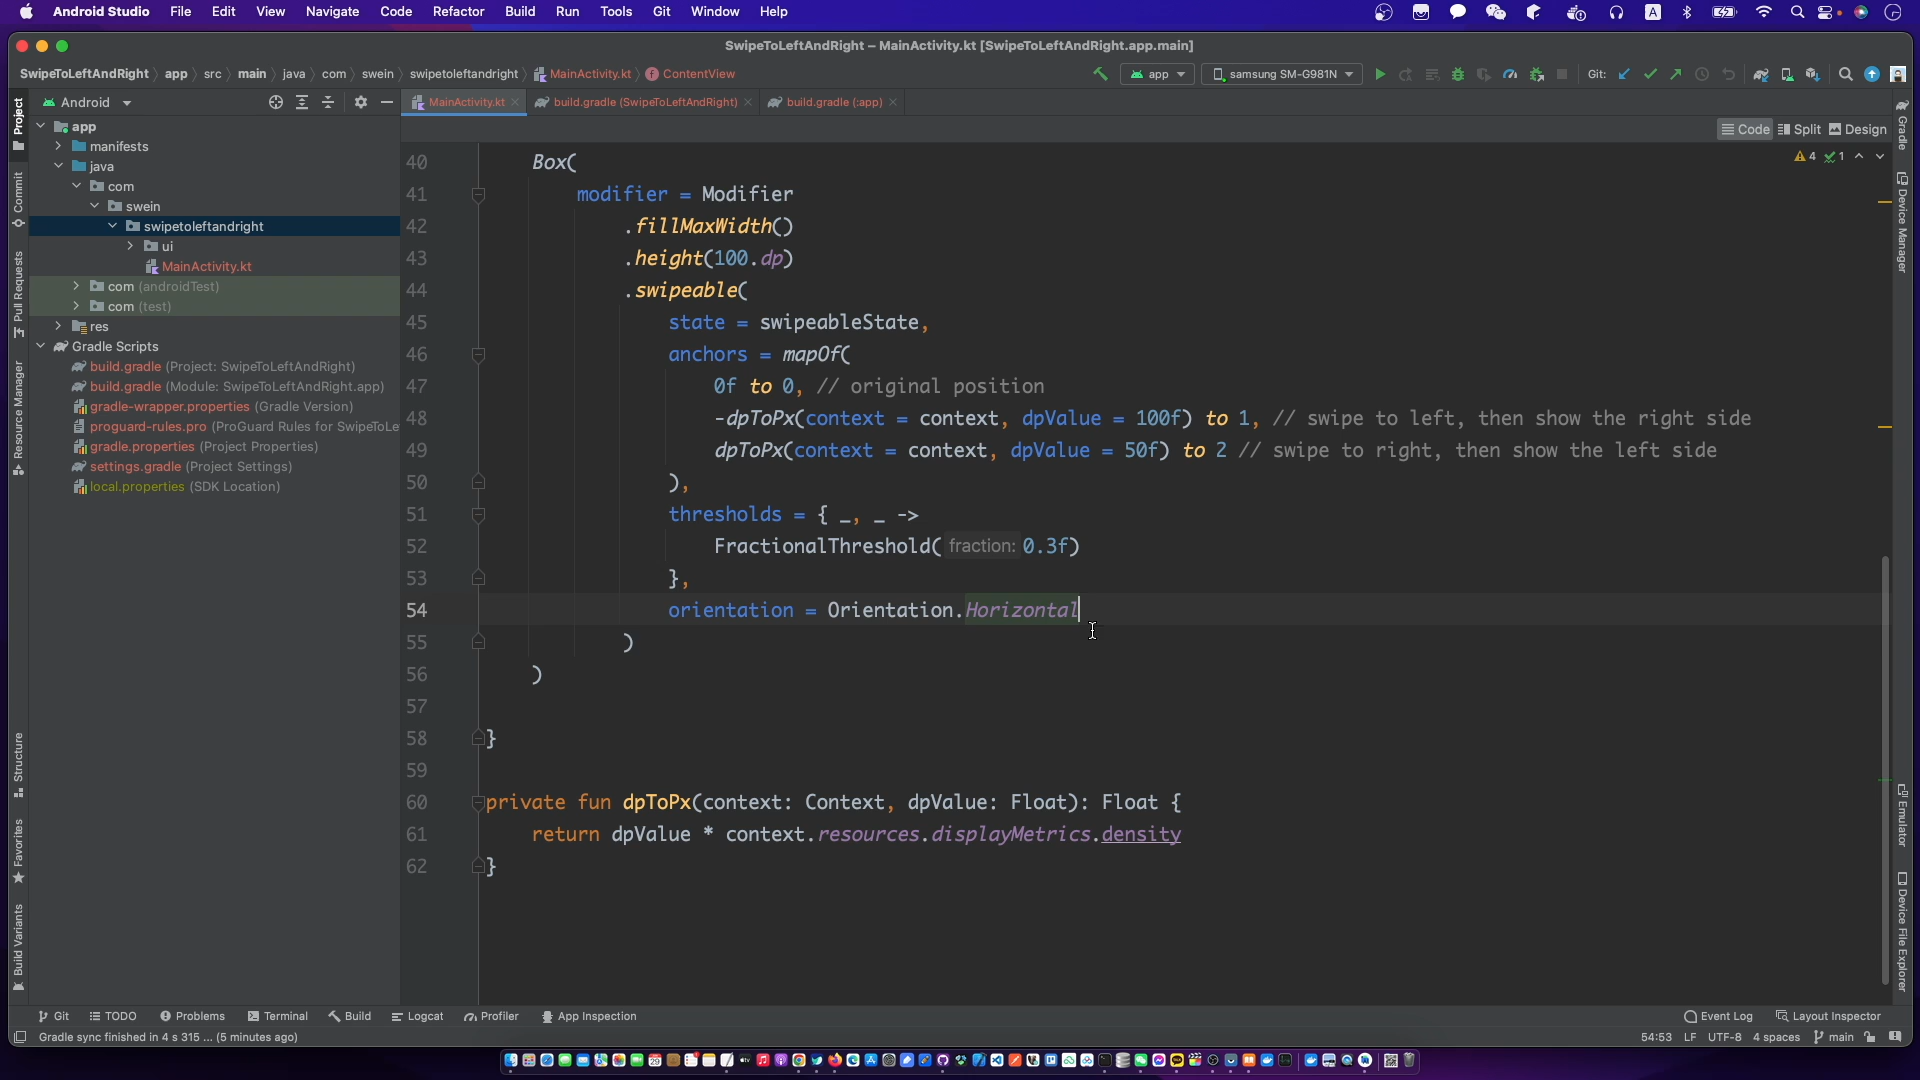 Android Studio File Edit View Navigate Code Refactor Build Run Tools Git Window Help
SwipeToLeftAndRight – MainActivity.kt [SwipeToLeftAndRight.app.main]
SwipeToLeftAndRight app src main java com swein swipetoleftandright MainActivity.kt ContentView app samsung SM-G981N Git:
Android
MainActivity.kt build.gradle (SwipeToLeftAndRight) build.gradle (:app)
Code Split Design
4 1
Project
Commit
Pull Requests
Resource Manager
Structure
Favorites
Build Variants
app
manifests
java
com
swein
swipetoleftandright
ui
MainActivity.kt
com (androidTest)
com (test)
res
Gradle Scripts
build.gradle (Project: SwipeToLeftAndRight)
build.gradle (Module: SwipeToLeftAndRight.app)
gradle-wrapper.properties (Gradle Version)
proguard-rules.pro (ProGuard Rules for SwipeToLe
gradle.properties (Project Properties)
settings.gradle (Project Settings)
local.properties (SDK Location)
40 Box(
41 modifier = Modifier
42 .fillMaxWidth()
43 .height(100.dp)
44 .swipeable(
45 state = swipeableState,
46 anchors = mapOf(
47 0f to 0, // original position
48 -dpToPx(context = context, dpValue = 100f) to 1, // swipe to left, then show the right side
49 dpToPx(context = context, dpValue = 50f) to 2 // swipe to right, then show the left side
50 ),
51 thresholds = { _, _ ->
52 FractionalThreshold( fraction: 0.3f)
53 },
54 orientation = Orientation.Horizontal
55 )
56 )
57
58 }
59
60 private fun dpToPx(context: Context, dpValue: Float): Float {
61 return dpValue * context.resources.displayMetrics.density
62 }
Gradle
Device Manager
Emulator
Device File Explorer
Git TODO Problems Terminal Build Logcat Profiler App Inspection Event Log Layout Inspector
Gradle sync finished in 4 s 315 ... (5 minutes ago) 54:53 LF UTF-8 4 spaces main